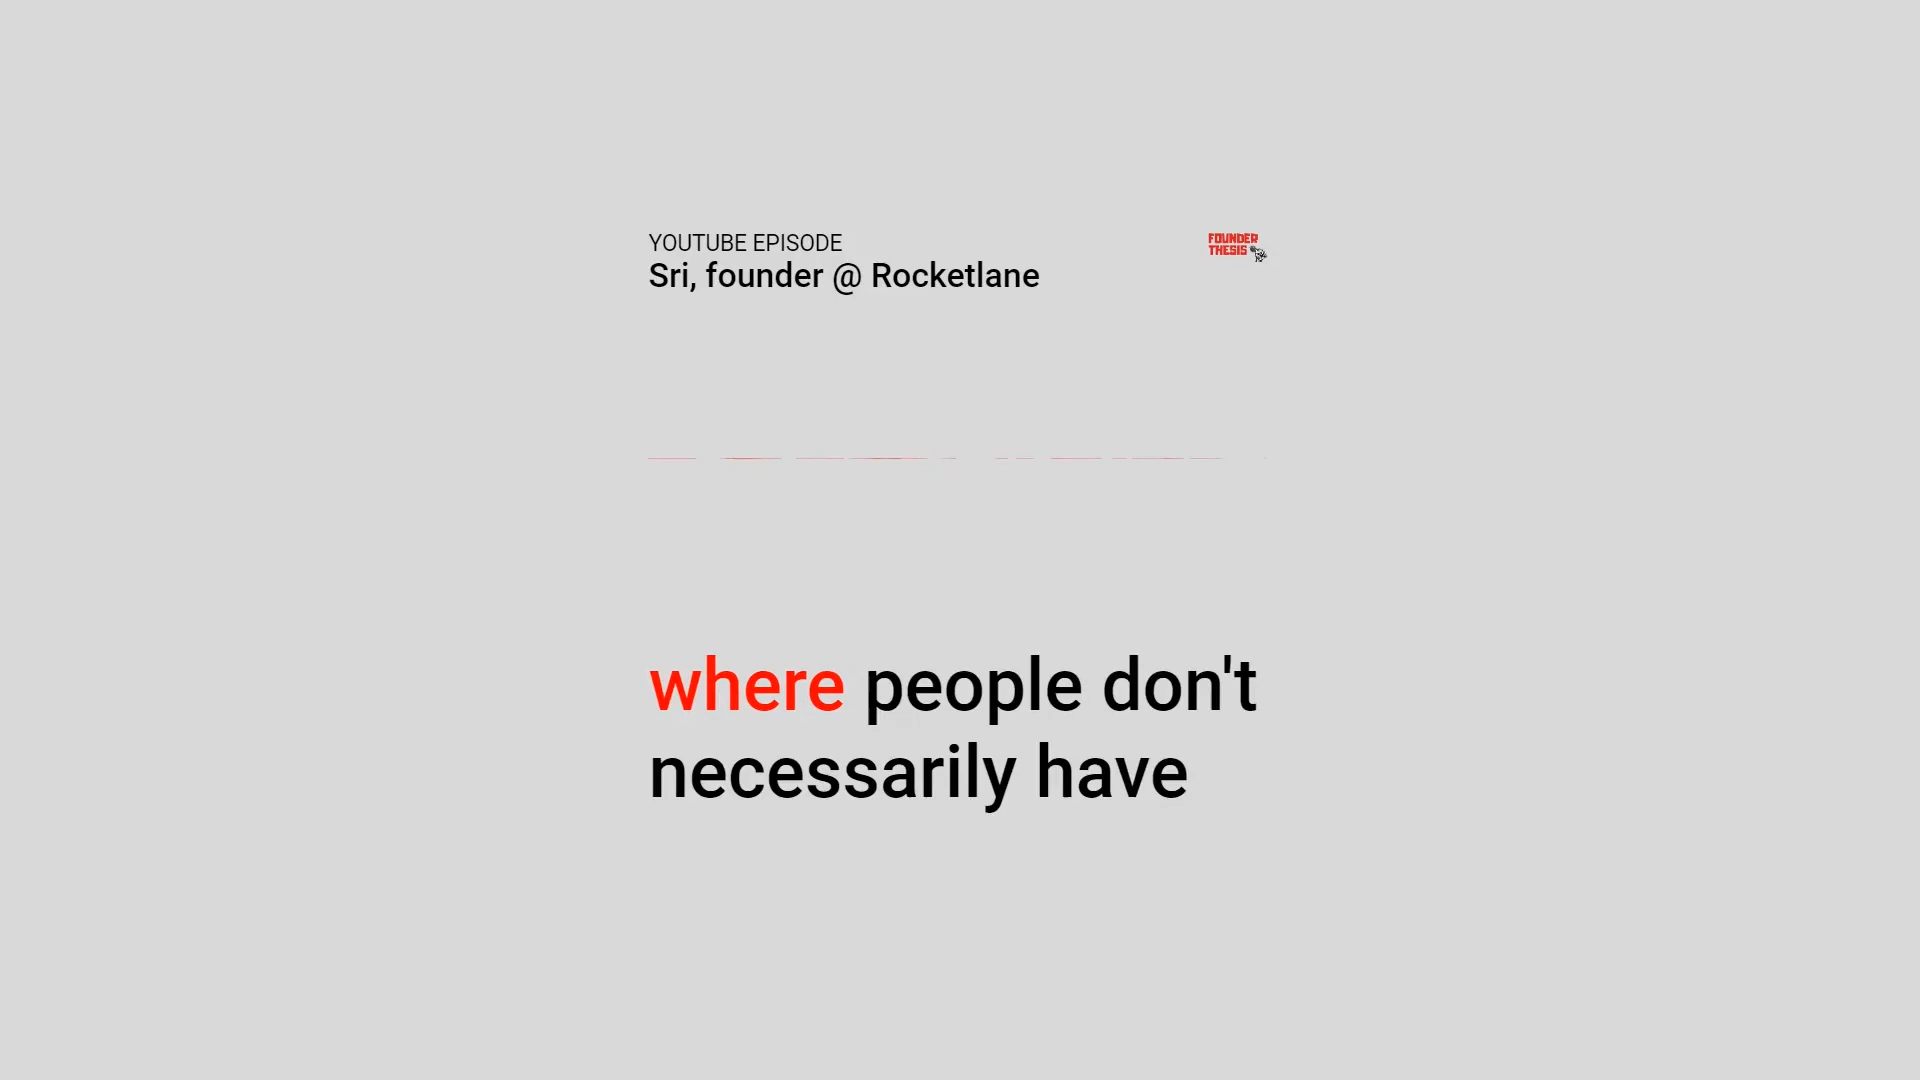 YOUTUBE EPISODE
Sri, founder @ Rocketlane
FOUNDER
THESIS
where people don't
necessarily have